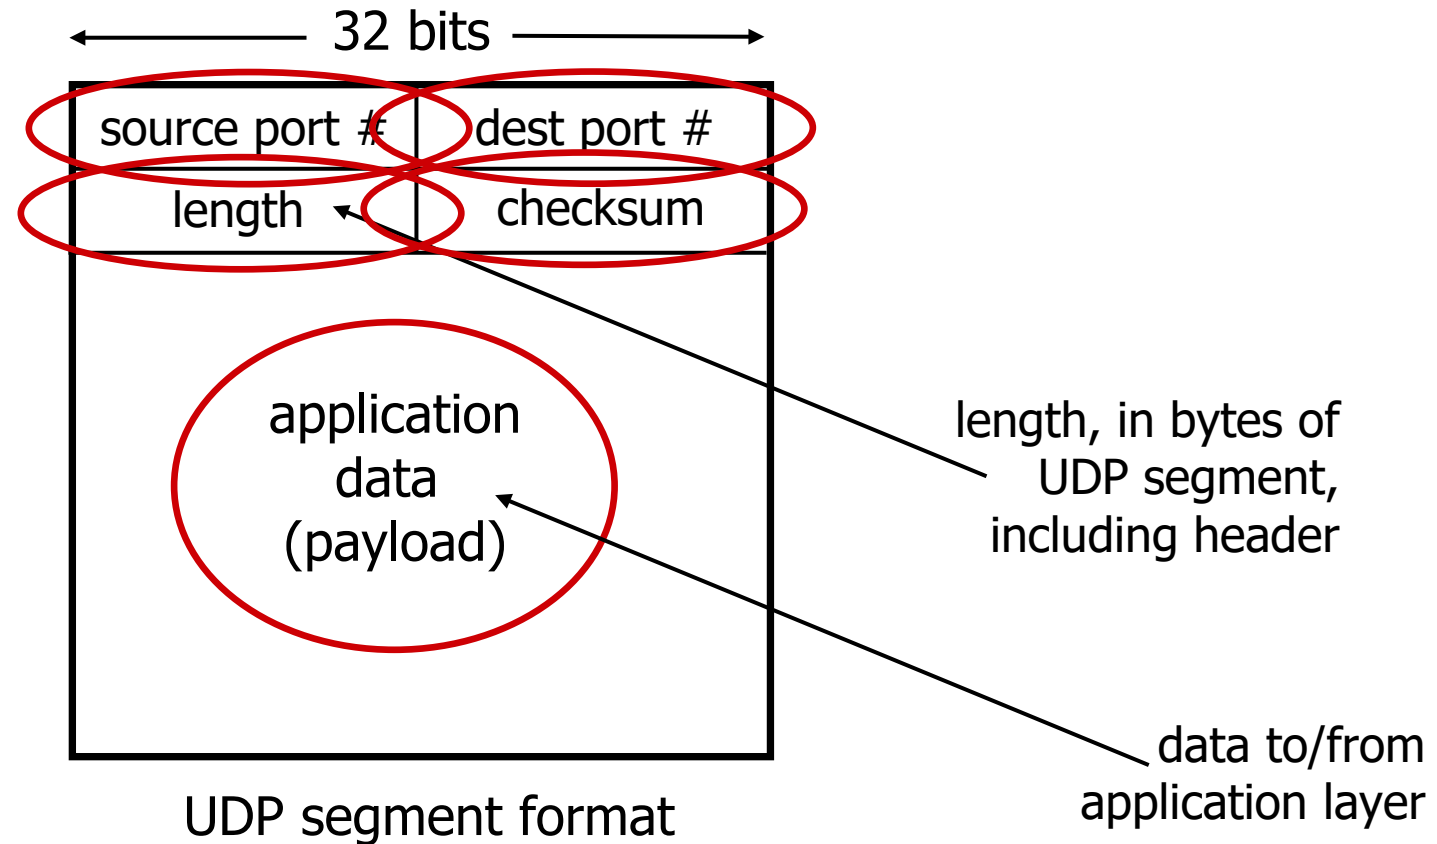 32 bits
source port #
dest port #
length
checksum
application
data
(payload)
length, in bytes of
UDP segment,
including header
data to/from
application layer
UDP segment format